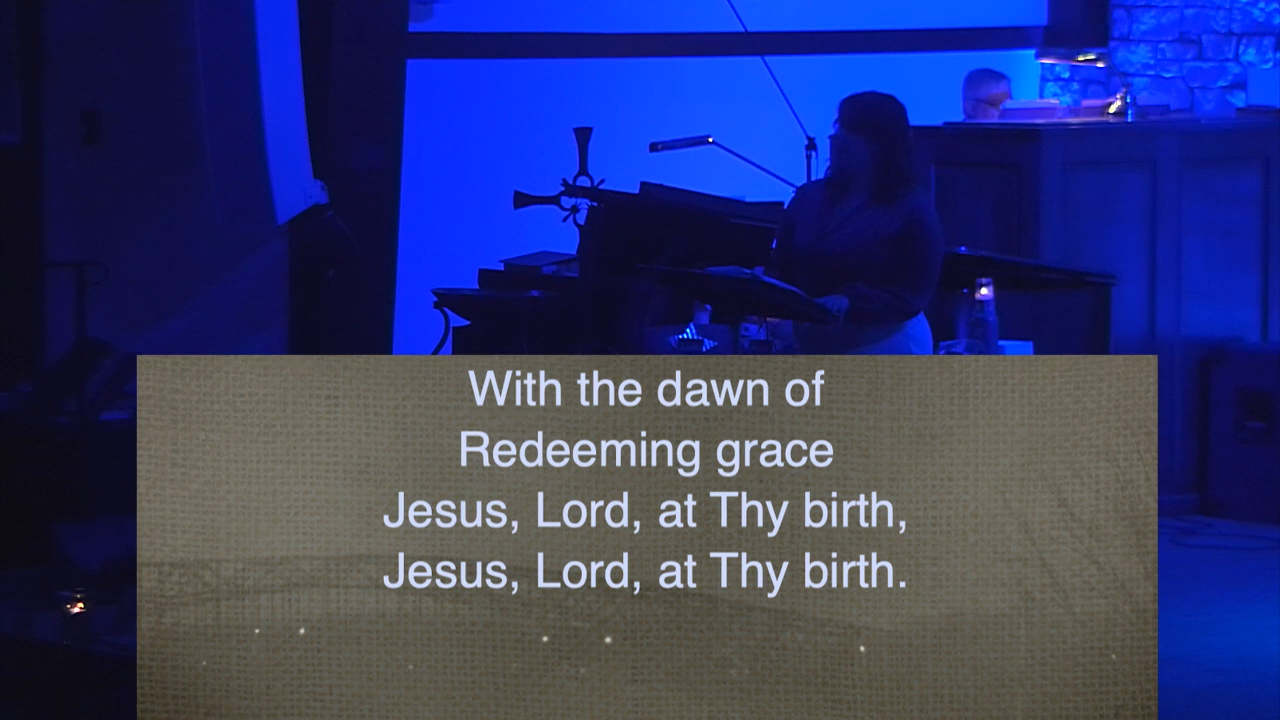 With the dawn of
Redeeming grace
Jesus, Lord, at Thy birth,
Jesus, Lord, at Thy birth.